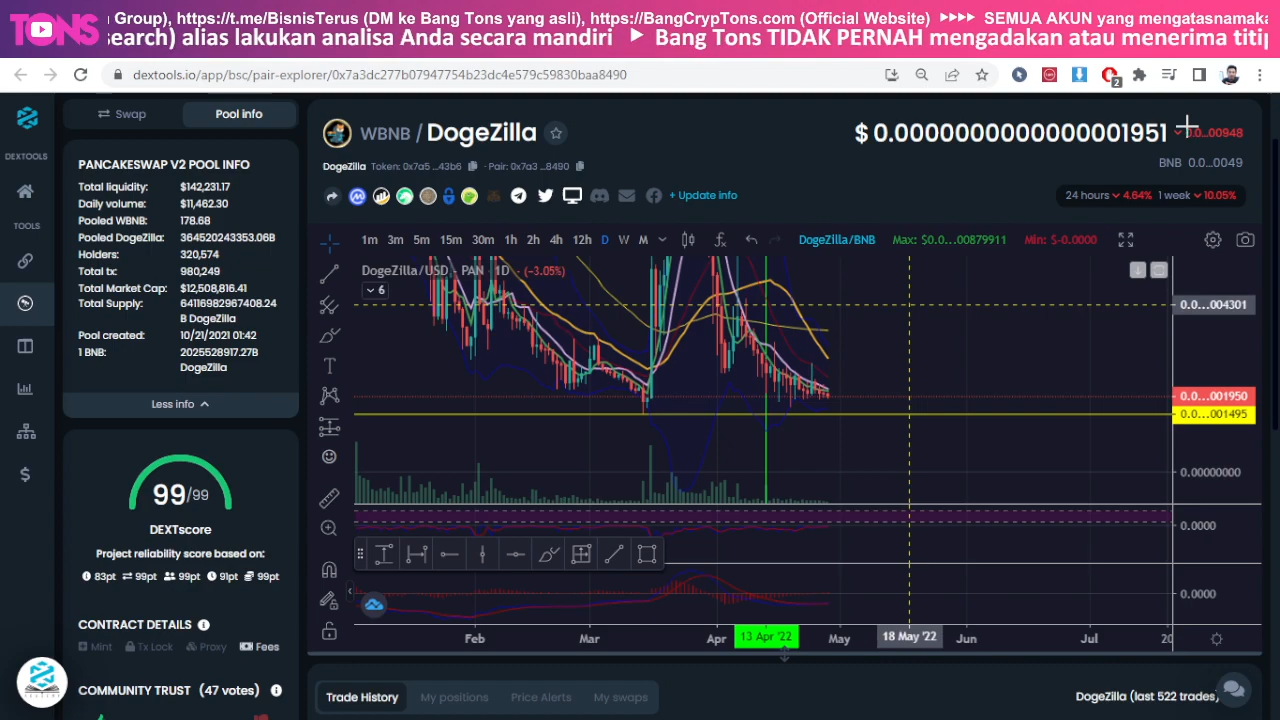 Group), https://t.me/BisnisTerus (DM ke Bang Tons yang asli), https://BangCrypTons.com (Official Website) ►►►► SEMUA AKUN yang mengatasnamaka
TONS
search) alias lakukan analisa Anda secara mandiri ► Bang Tons TIDAK PERNAH mengadakan atau menerima titip
dextools.io/app/bsc/pair-explorer/0x7a3dc277b07947754b23dc4e579c59830baa8490
2
DEXTOOLS
TOOLS
Swap
Pool info
PANCAKESWAP V2 POOL INFO
Total liquidity: $142,231.17
Daily volume: $11,462.30
Pooled WBNB: 178.68
Pooled DogeZilla: 364520243353.06B
Holders: 320,574
Total tx: 980,249
Total Market Cap: $12,508,816.41
Total Supply: 64116982967408.24
B DogeZilla
Pool created: 10/21/2021 01:42
1 BNB: 2025528917.27B
DogeZilla
Less info
99/99
DEXTscore
Project reliability score based on:
83pt 99pt 99pt 91pt 99pt
CONTRACT DETAILS
Mint Tx Lock Proxy Fees
COMMUNITY TRUST (47 votes)
WBNB / DogeZilla
$ 0.0000000000000001951
0.0...00948
BNB 0.0...0049
DogeZilla Token: 0x7a5 ...43b6 - Pair: 0x7a3 ...8490
+ Update info
24 hours 4.64% 1 week 10.05%
1m 3m 5m 15m 30m 1h 2h 4h 12h D W M
DogeZilla/BNB Max: $0.0...00879911 Min: $-0.0000
DogeZilla/USD - PAN 1D - (−3.05%)
6
0.0...004301
0.0...001950
0.0...001495
0.00000000
0.0000
0.0000
Feb Mar Apr 13 Apr '22 May 18 May '22 Jun Jul 20
Trade History My positions Price Alerts My swaps
DogeZilla (last 522 trades)